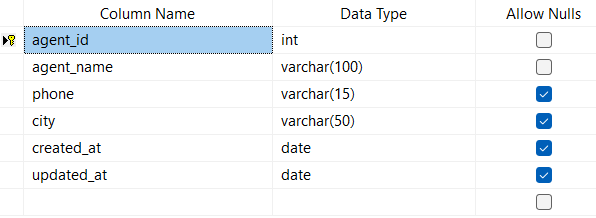 Column Name Data Type Allow Nulls
agent_id int
agent_name varchar(100)
phone varchar(15)
city varchar(50)
created_at date
updated_at date